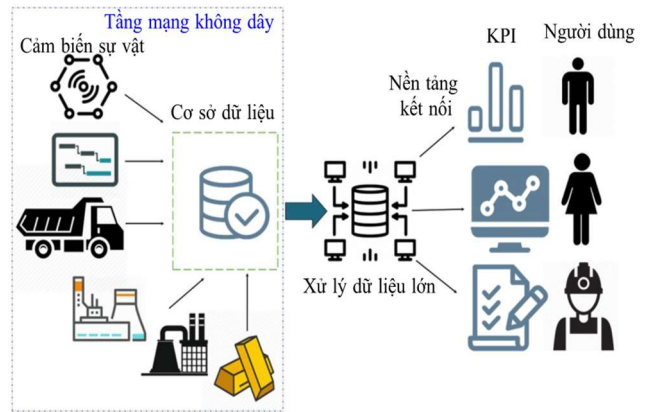 Tầng mạng không dây
Cảm biến sự vật
Cơ sở dữ liệu
Nền tảng
kết nối
KPI
Người dùng
Xử lý dữ liệu lớn